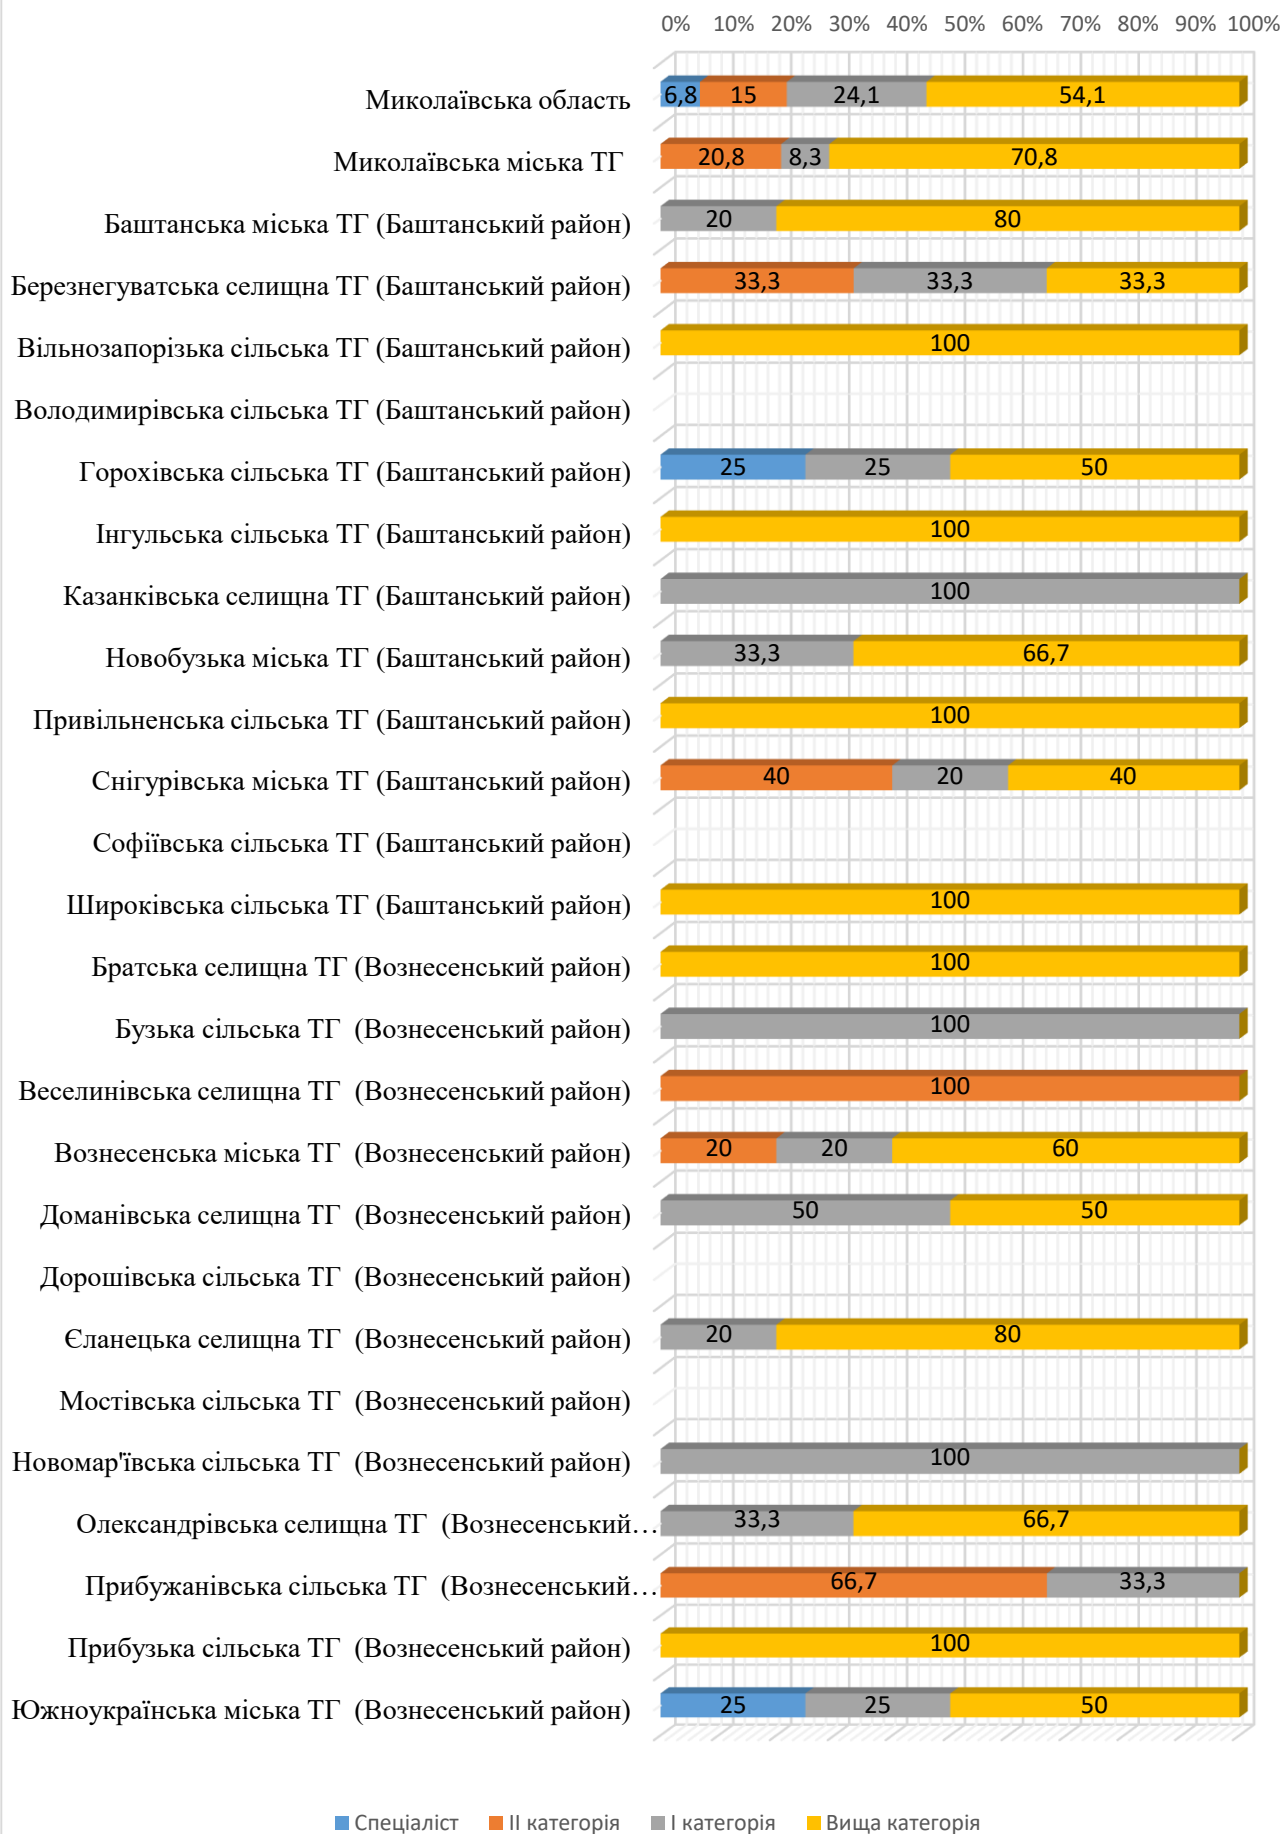 0% 10% 20% 30% 40% 50% 60% 70% 80% 90% 100%
Миколаївська область 6,8 15 24,1 54,1
Миколаївська міська ТГ 20,8 8,3 70,8
Баштанська міська ТГ (Баштанський район) 20 80
Березнегуватська селищна ТГ (Баштанський район) 33,3 33,3 33,3
Вільнозапорізька сільська ТГ (Баштанський район) 100
Володимирівська сільська ТГ (Баштанський район)
Горохівська сільська ТГ (Баштанський район) 25 25 50
Інгульська сільська ТГ (Баштанський район) 100
Казанківська селищна ТГ (Баштанський район) 100
Новобузька міська ТГ (Баштанський район) 33,3 66,7
Привільненська сільська ТГ (Баштанський район) 100
Снігурівська міська ТГ (Баштанський район) 40 20 40
Софіївська сільська ТГ (Баштанський район)
Широківська сільська ТГ (Баштанський район) 100
Братська селищна ТГ (Вознесенський район) 100
Бузька сільська ТГ (Вознесенський район) 100
Веселинівська селищна ТГ (Вознесенський район) 100
Вознесенська міська ТГ (Вознесенський район) 20 20 60
Доманівська селищна ТГ (Вознесенський район) 50 50
Дорошівська сільська ТГ (Вознесенський район)
Єланецька селищна ТГ (Вознесенський район) 20 80
Мостівська сільська ТГ (Вознесенський район)
Новомар'ївська сільська ТГ (Вознесенський район) 100
Олександрівська селищна ТГ (Вознесенський… 33,3 66,7
Прибужанівська сільська ТГ (Вознесенський… 66,7 33,3
Прибузька сільська ТГ (Вознесенський район) 100
Южноукраїнська міська ТГ (Вознесенський район) 25 25 50
Спеціаліст ІІ категорія І категорія Вища категорія